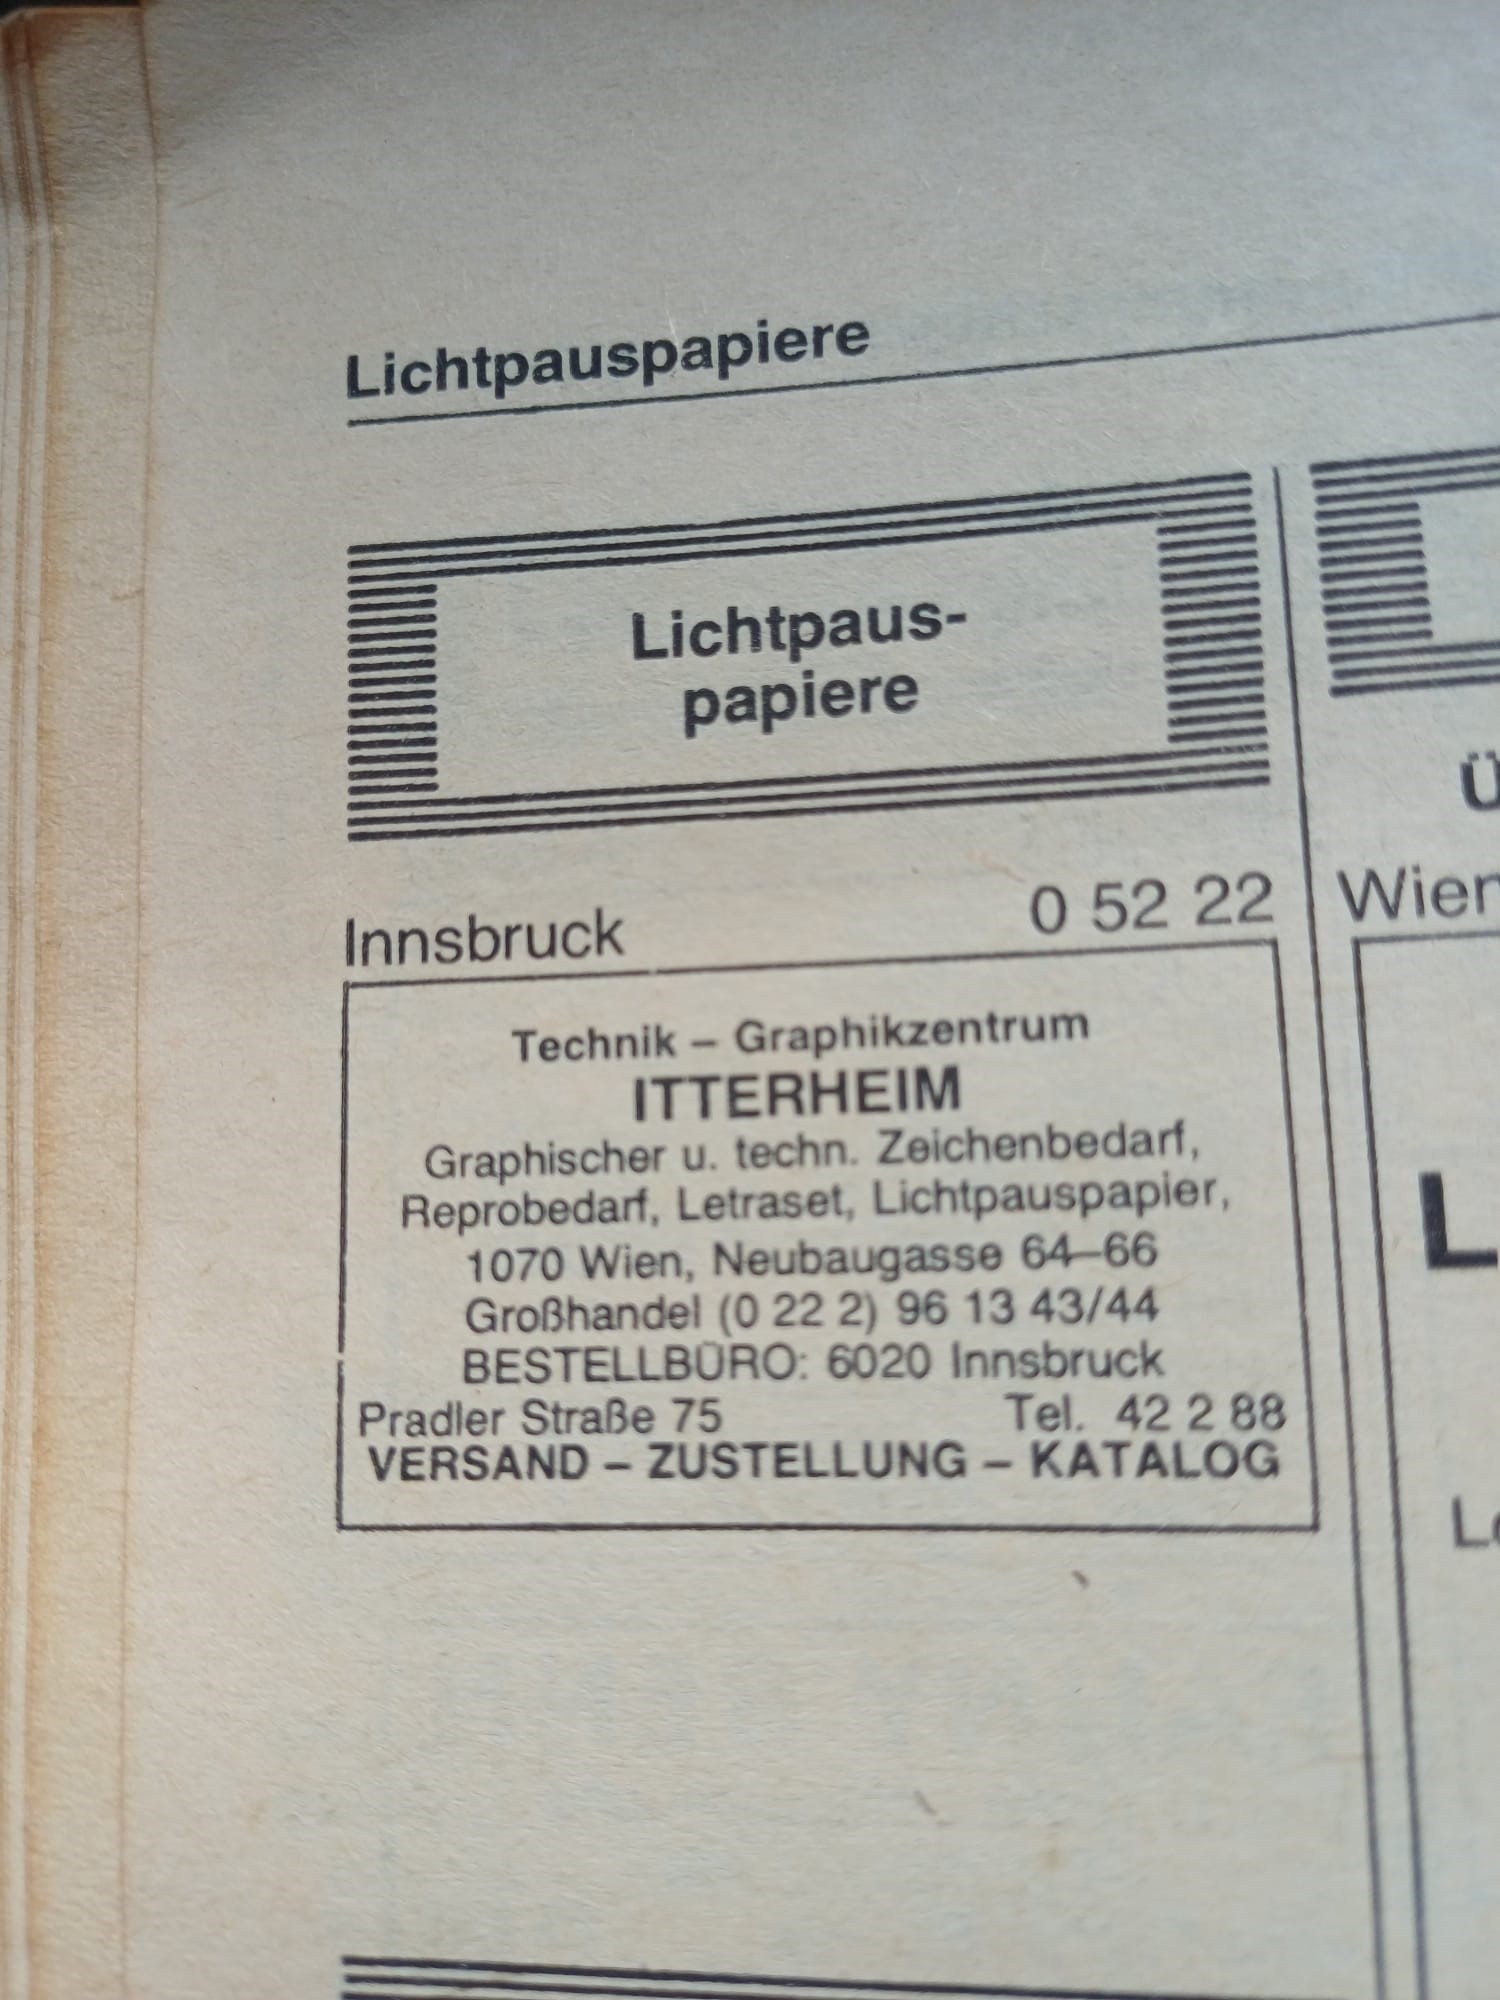 Lichtpauspapiere
Lichtpaus-
papiere
Innsbruck 0 52 22
Technik – Graphikzentrum
ITTERHEIM
Graphischer u. techn. Zeichenbedarf,
Reprobedarf, Letraset, Lichtpauspapier,
1070 Wien, Neubaugasse 64–66
Großhandel (0 22 2) 96 13 43/44
BESTELLBÜRO: 6020 Innsbruck
Pradler Straße 75 Tel. 42 2 88
VERSAND – ZUSTELLUNG – KATALOG
Wien